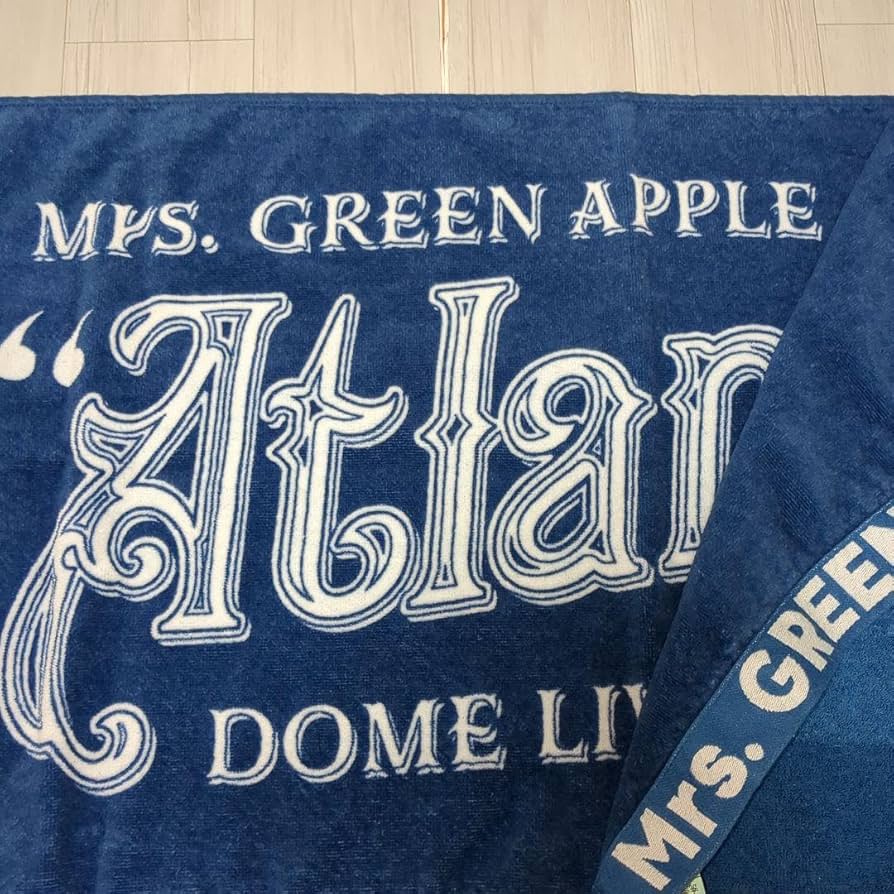 Mrs. GREEN APPLE
“Atlan
DOME LIV
Mrs. GREEN